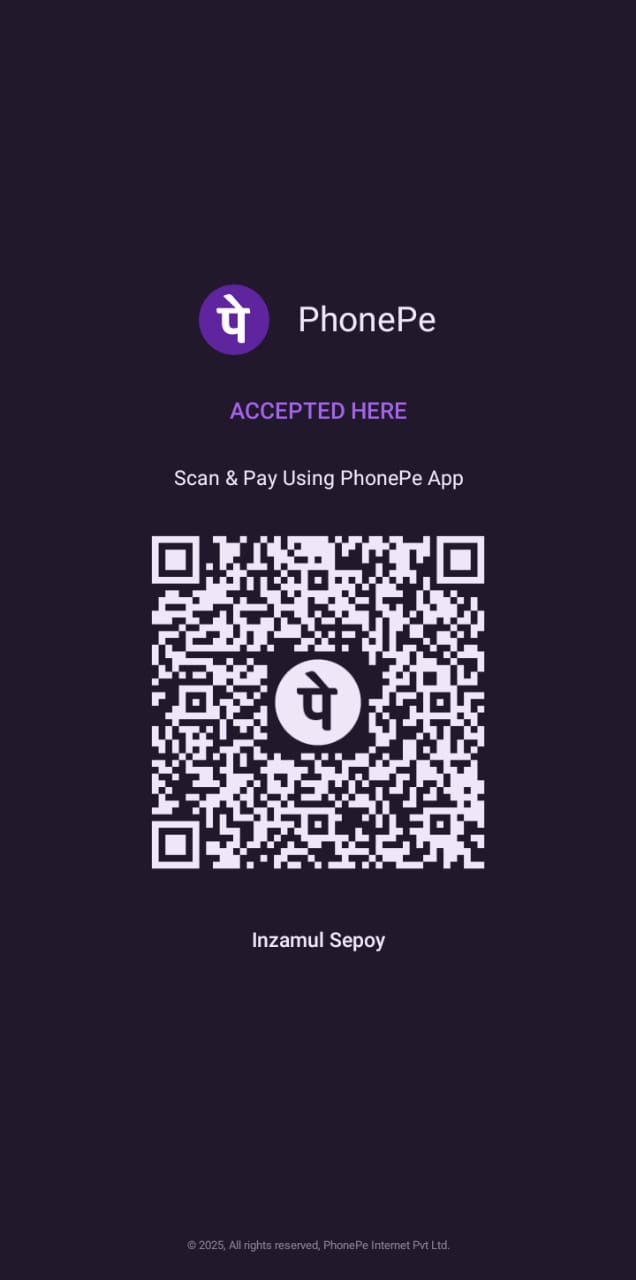 पे PhonePe
ACCEPTED HERE
Scan & Pay Using PhonePe App
पे
Inzamul Sepoy
© 2025, All rights reserved, PhonePe Internet Pvt Ltd.